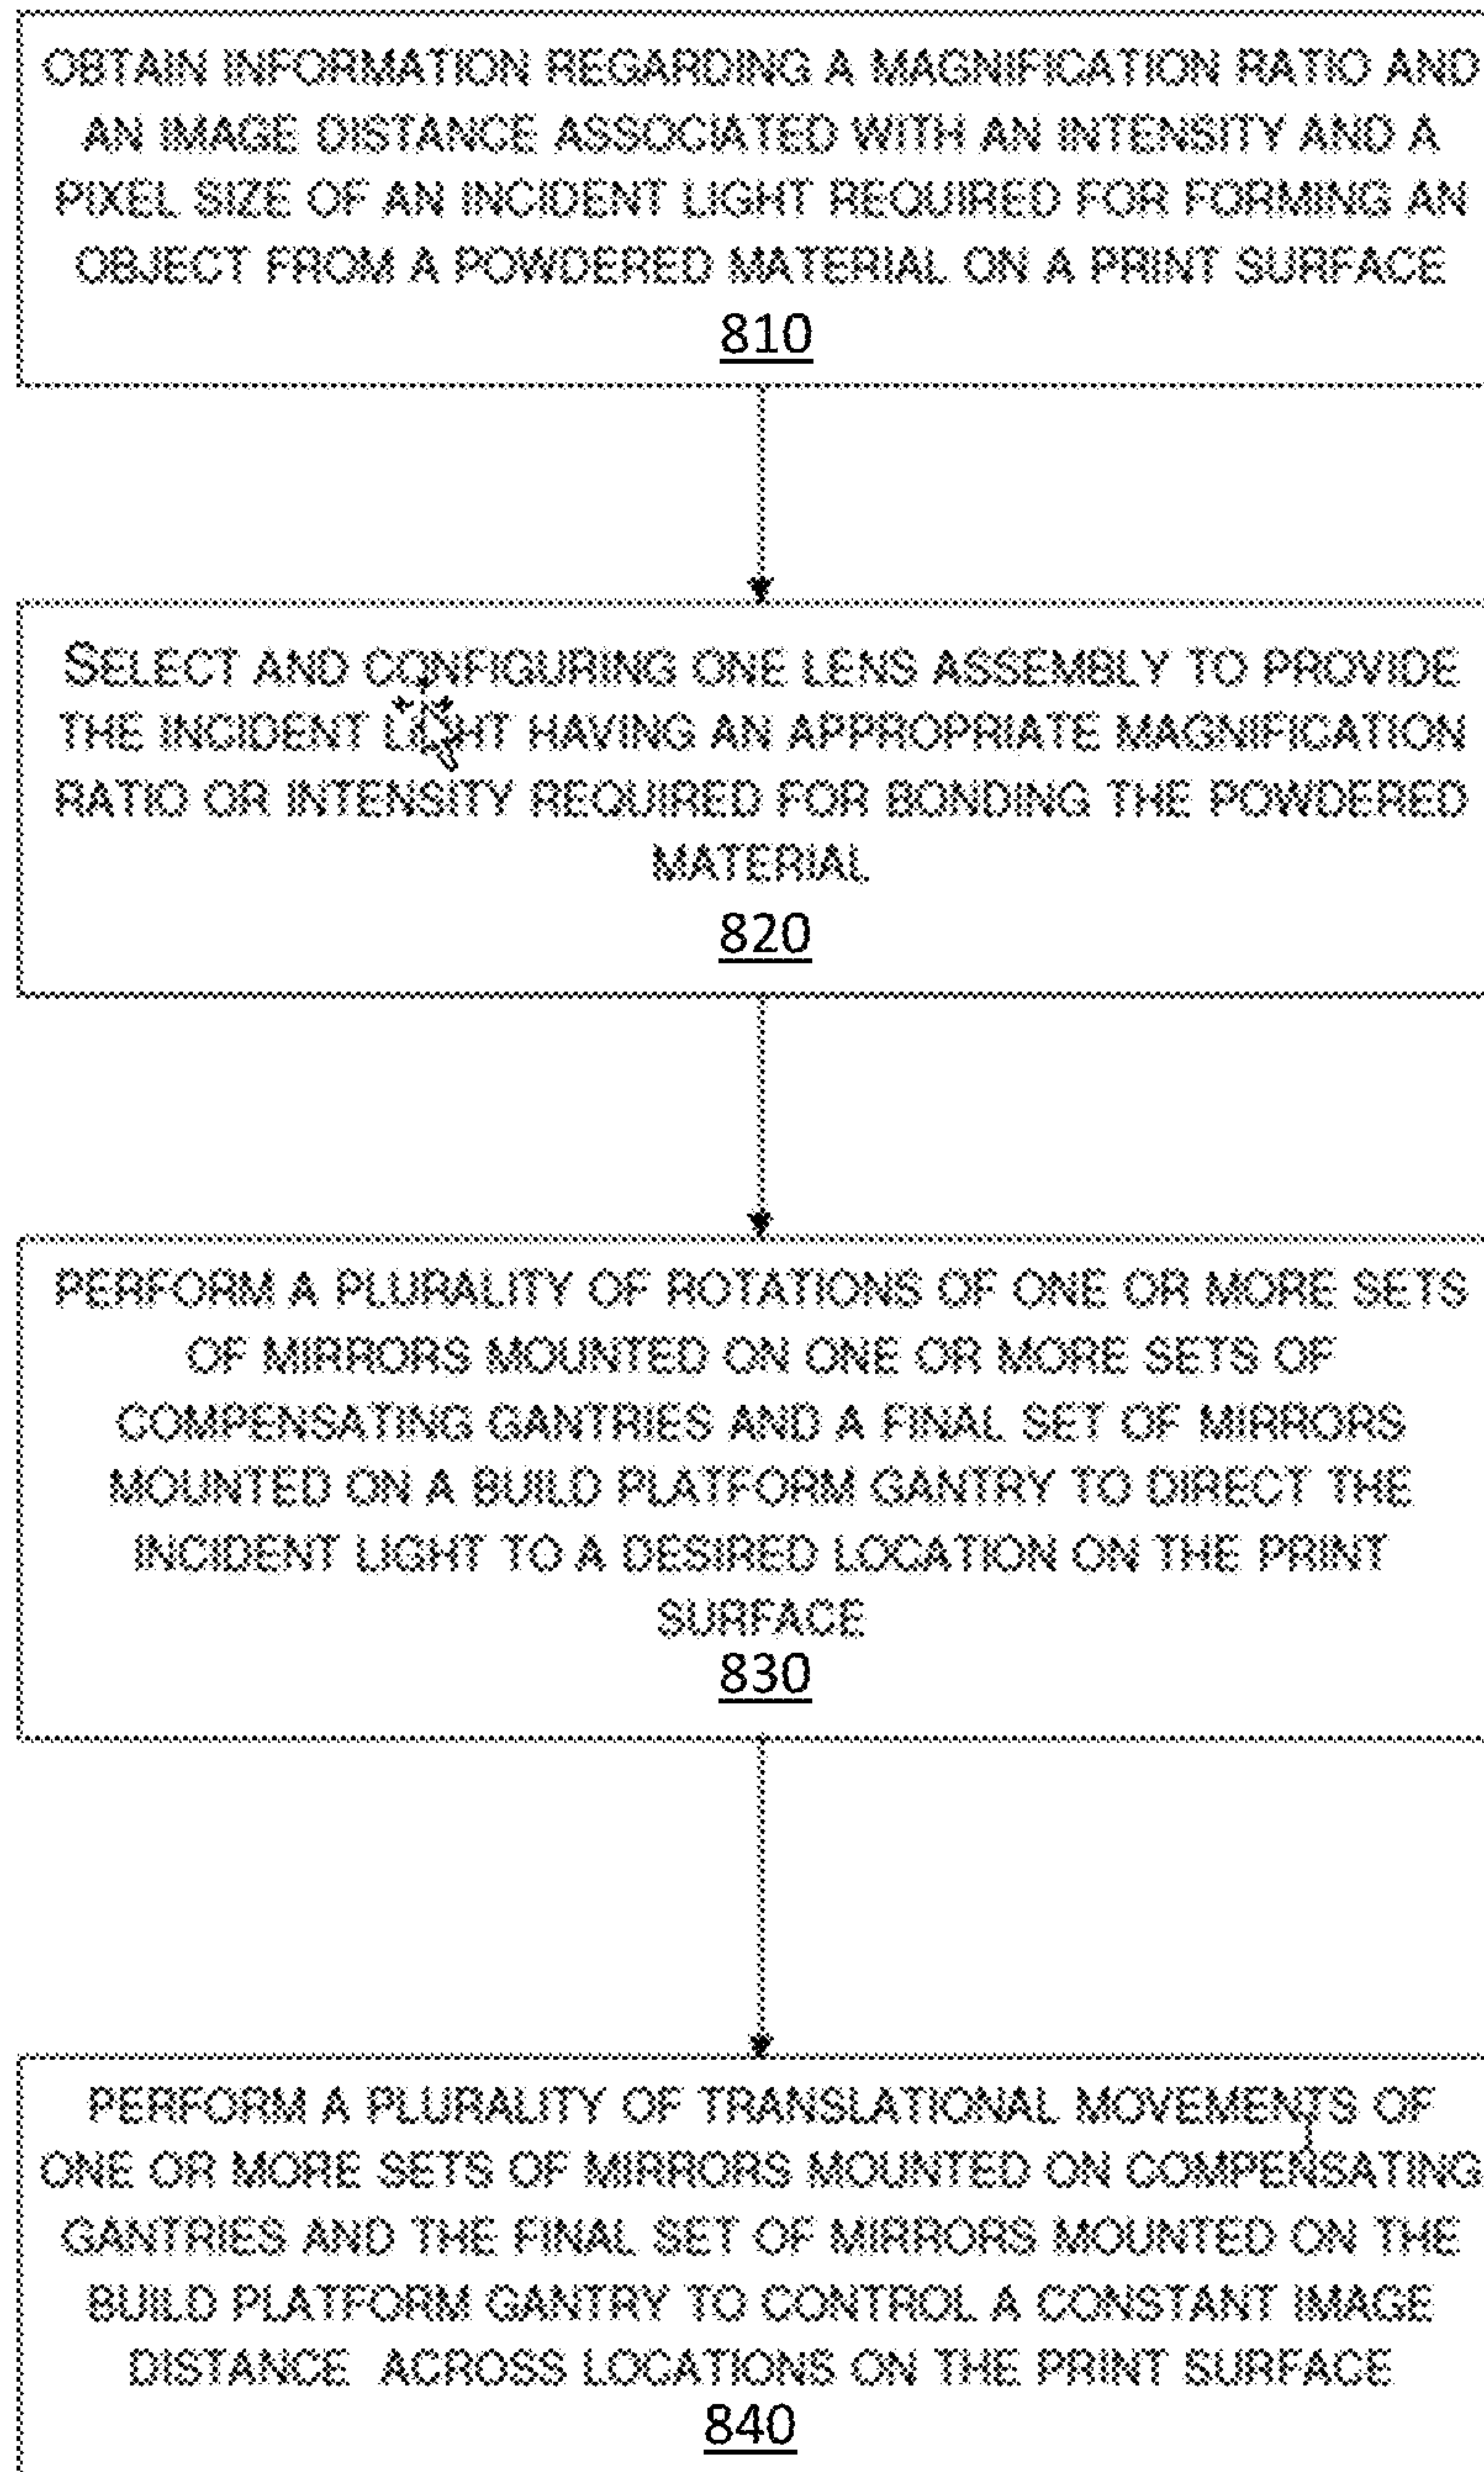 OBTAIN INFORMATION REGARDING A MAGNIFICATION RATIO AND
AN IMAGE DISTANCE ASSOCIATED WITH AN INTENSITY AND A
PIXEL SIZE OF AN INCIDENT LIGHT REQUIRED FOR FORMING AN
OBJECT FROM A POWDERED MATERIAL ON A PRINT SURFACE
810
SELECT AND CONFIGURING ONE LENS ASSEMBLY TO PROVIDE
THE INCIDENT LIGHT HAVING AN APPROPRIATE MAGNIFICATION
RATIO OR INTENSITY REQUIRED FOR BONDING THE POWDERED
MATERIAL
820
PERFORM A PLURALITY OF ROTATIONS OF ONE OR MORE SETS
OF MIRRORS MOUNTED ON ONE OR MORE SETS OF
COMPENSATING GANTRIES AND A FINAL SET OF MIRRORS
MOUNTED ON A BUILD PLATFORM GANTRY TO DIRECT THE
INCIDENT LIGHT TO A DESIRED LOCATION ON THE PRINT
SURFACE
830
PERFORM A PLURALITY OF TRANSLATIONAL MOVEMENTS OF
ONE OR MORE SETS OF MIRRORS MOUNTED ON COMPENSATING
GANTRIES AND THE FINAL SET OF MIRRORS MOUNTED ON THE
BUILD PLATFORM GANTRY TO CONTROL A CONSTANT IMAGE
DISTANCE ACROSS LOCATIONS ON THE PRINT SURFACE
840